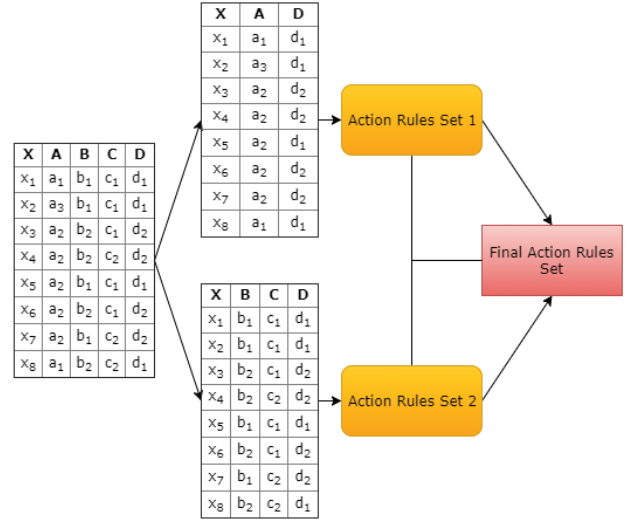 X A D
x1 a1 d1
x2 a3 d1
x3 a2 d2
x4 a2 d2
x5 a2 d1
x6 a2 d2
x7 a2 d2
x8 a1 d1
Action Rules Set 1
X A B C D
x1 a1 b1 c1 d1
x2 a3 b1 c1 d1
x3 a2 b2 c1 d2
x4 a2 b2 c2 d2
x5 a2 b1 c1 d1
x6 a2 b2 c1 d2
x7 a2 b1 c2 d2
x8 a1 b2 c2 d1
Final Action Rules
Set
X B C D
x1 b1 c1 d1
x2 b1 c1 d1
x3 b2 c1 d2
x4 b2 c2 d2
x5 b1 c1 d1
x6 b2 c1 d2
x7 b1 c2 d2
x8 b2 c2 d1
Action Rules Set 2